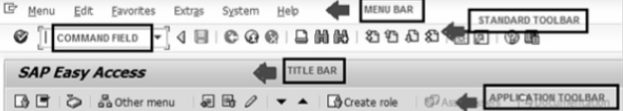 Menu Edit Favorites Extras System Help MENU BAR
COMMAND FIELD STANDARD TOOLBAR
SAP Easy Access TITLE BAR
Other menu Create role APPLICATION TOOLBAR